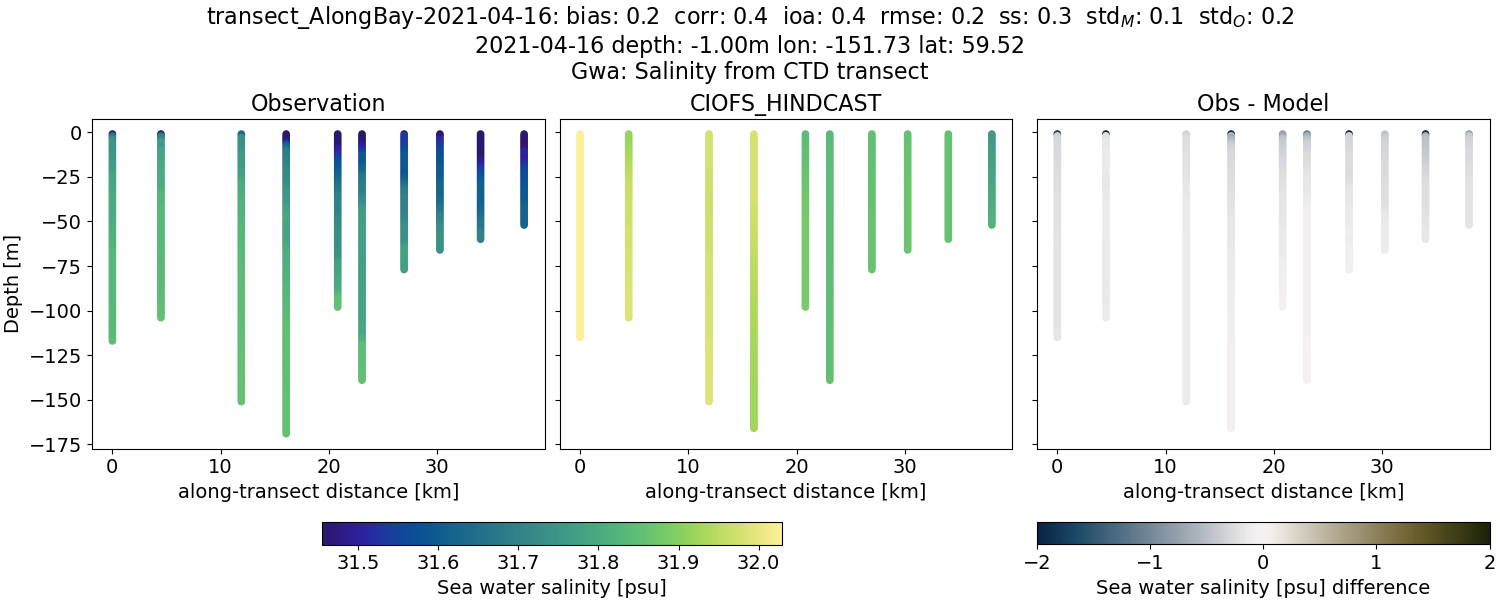 transect_AlongBay-2021-04-16: bias: 0.2 corr: 0.4 ioa: 0.4 rmse: 0.2 ss: 0.3 std_M: 0.1 std_O: 0.2
2021-04-16 depth: -1.00m lon: -151.73 lat: 59.52
Gwa: Salinity from CTD transect
Observation
CIOFS_HINDCAST
Obs - Model
Depth [m]
0
−25
−50
−75
−100
−125
−150
−175
0 10 20 30
0 10 20 30
0 10 20 30
along-transect distance [km]
along-transect distance [km]
along-transect distance [km]
31.5 31.6 31.7 31.8 31.9 32.0
Sea water salinity [psu]
−2 −1 0 1 2
Sea water salinity [psu] difference